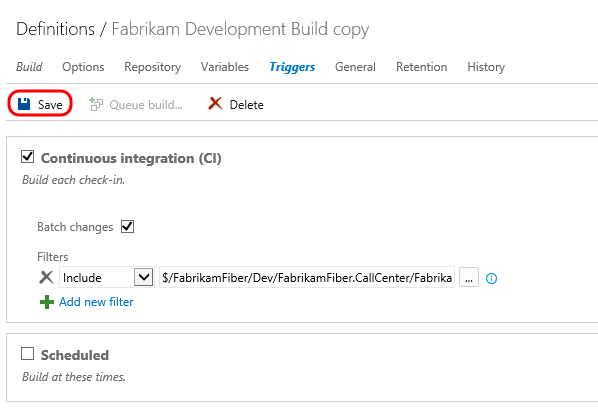 Definitions / Fabrikam Development Build copy
Build Options Repository Variables Triggers General Retention History
Save Queue build... Delete
Continuous integration (CI)
Build each check-in.
Batch changes
Filters
Include $/FabrikamFiber/Dev/FabrikamFiber.CallCenter/Fabrika ...
Add new filter
Scheduled
Build at these times.